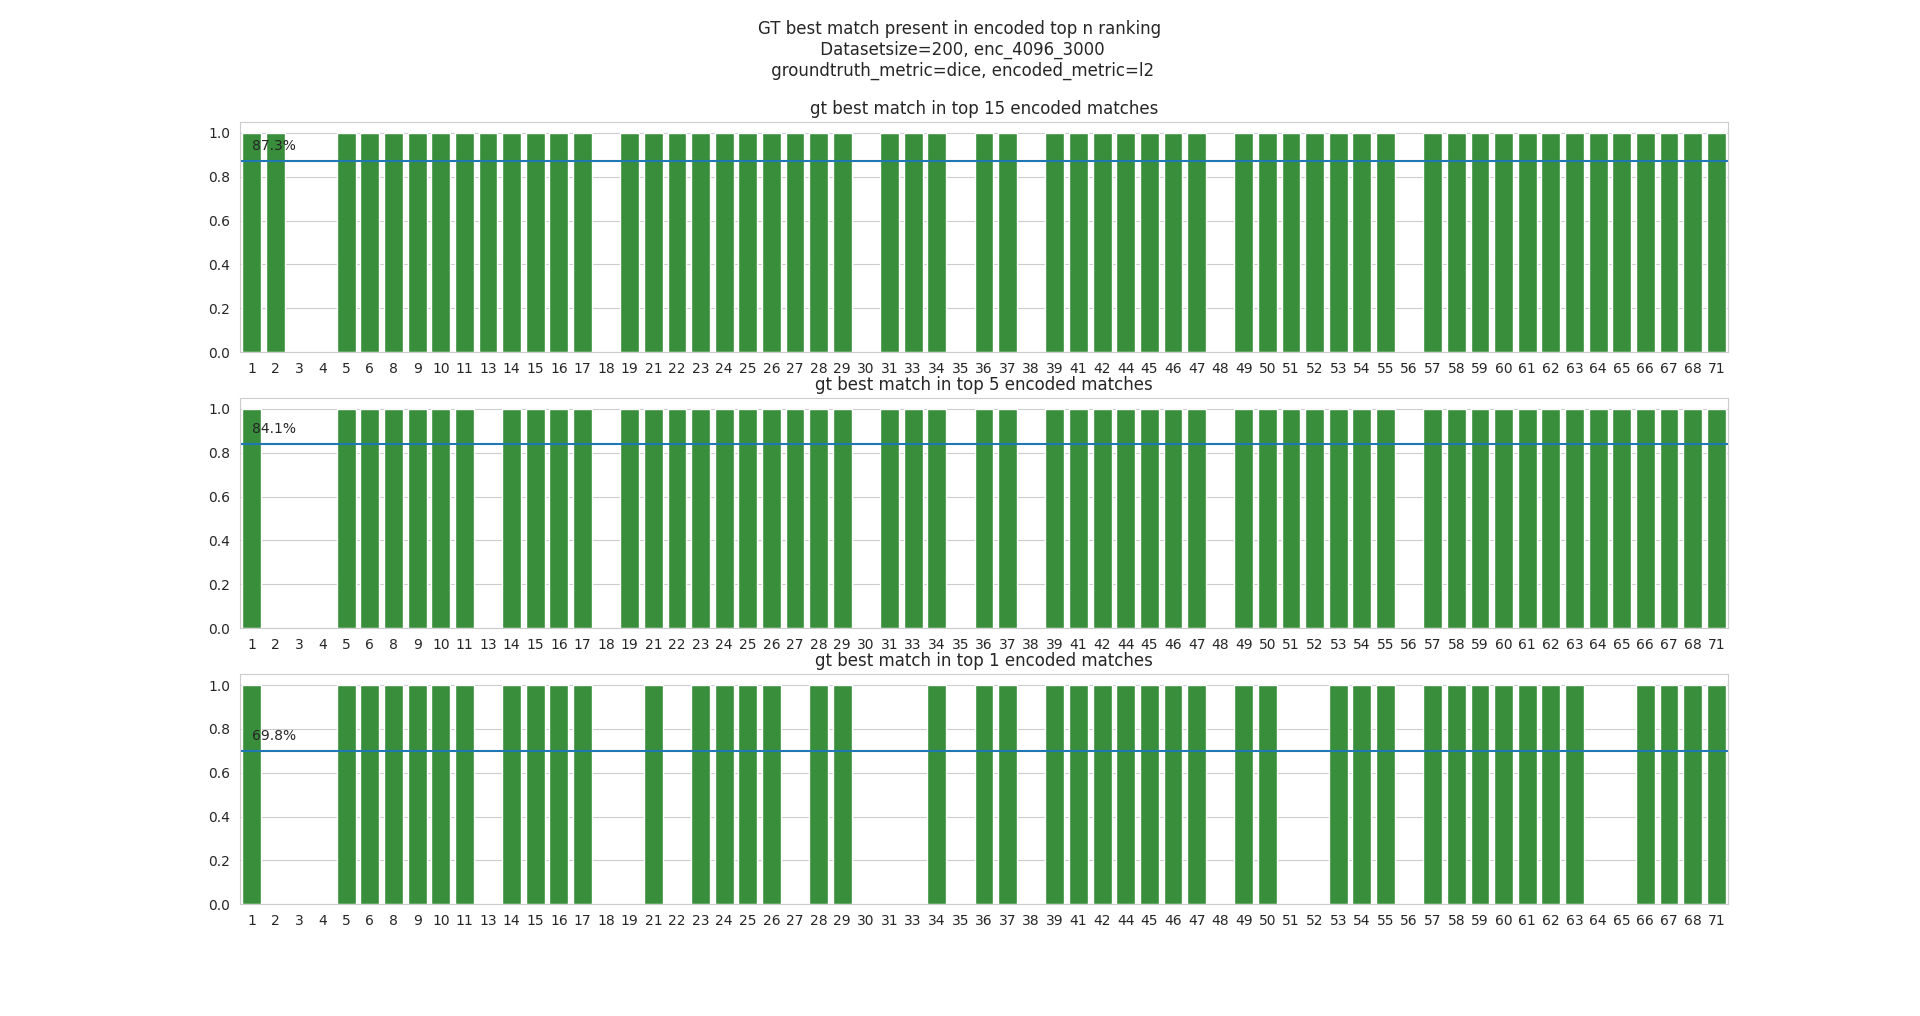 GT best match present in encoded top n ranking
Datasetsize=200, enc_4096_3000
groundtruth_metric=dice, encoded_metric=l2
gt best match in top 15 encoded matches
1.0
87.3%
0.8
0.6
0.4
0.2
0.0
1 2 3 4 5 6 8 9 10 11 13 14 15 16 17 18 19 21 22 23 24 25 26 27 28 29 30 31 33 34 35 36 37 38 39 41 42 44 45 46 47 48 49 50 51 52 53 54 55 56 57 58 59 60 61 62 63 64 65 66 67 68 71
gt best match in top 5 encoded matches
1.0
84.1%
0.8
0.6
0.4
0.2
0.0
1 2 3 4 5 6 8 9 10 11 13 14 15 16 17 18 19 21 22 23 24 25 26 27 28 29 30 31 33 34 35 36 37 38 39 41 42 44 45 46 47 48 49 50 51 52 53 54 55 56 57 58 59 60 61 62 63 64 65 66 67 68 71
gt best match in top 1 encoded matches
1.0
0.8
69.8%
0.6
0.4
0.2
0.0
1 2 3 4 5 6 8 9 10 11 13 14 15 16 17 18 19 21 22 23 24 25 26 27 28 29 30 31 33 34 35 36 37 38 39 41 42 44 45 46 47 48 49 50 51 52 53 54 55 56 57 58 59 60 61 62 63 64 65 66 67 68 71